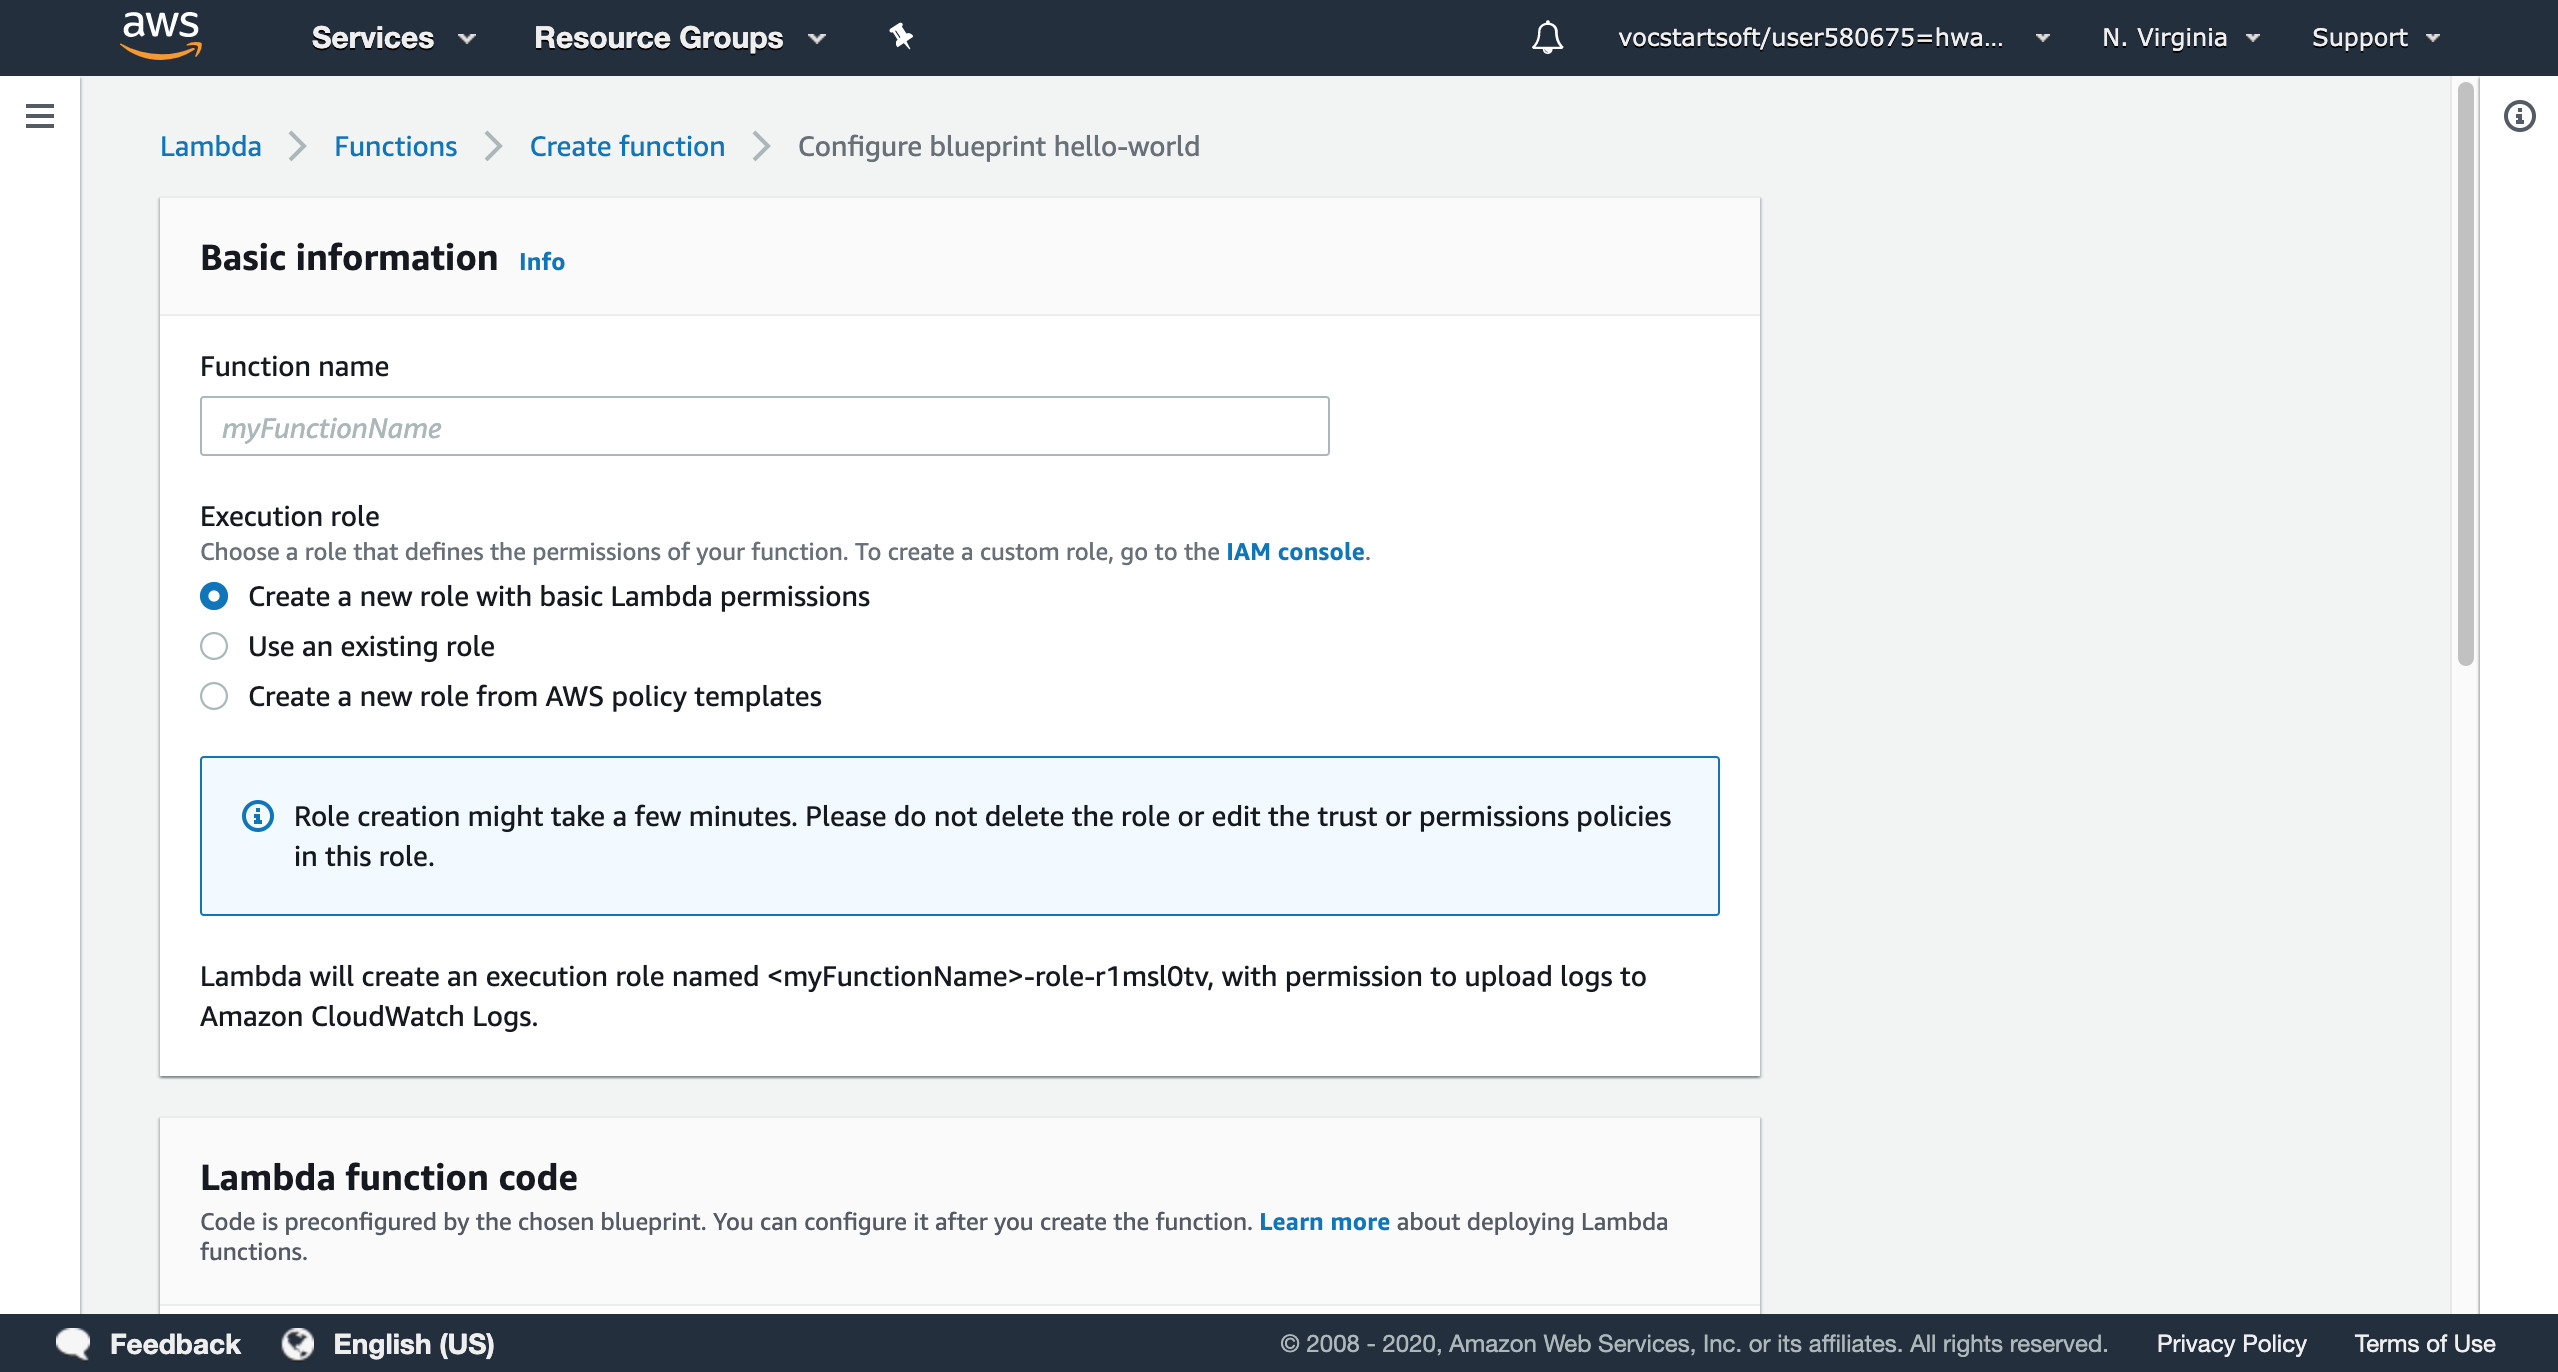 aws Services Resource Groups vocstartsoft/user580675=hwa... N. Virginia Support
Lambda Functions Create function Configure blueprint hello-world
Basic information Info
Function name
myFunctionName
Execution role
Choose a role that defines the permissions of your function. To create a custom role, go to the IAM console.
Create a new role with basic Lambda permissions
Use an existing role
Create a new role from AWS policy templates
Role creation might take a few minutes. Please do not delete the role or edit the trust or permissions policies
in this role.
Lambda will create an execution role named <myFunctionName>-role-r1msl0tv, with permission to upload logs to
Amazon CloudWatch Logs.
Lambda function code
Code is preconfigured by the chosen blueprint. You can configure it after you create the function. Learn more about deploying Lambda
functions.
Feedback English (US) © 2008 - 2020, Amazon Web Services, Inc. or its affiliates. All rights reserved. Privacy Policy Terms of Use